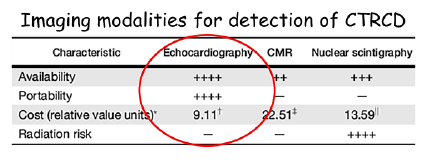 Imaging modalities for detection of CTRCD
Characteristic Echocardiography CMR Nuclear scintigraphy
Availability ++++ ++ +++
Portability ++++ — —
Cost (relative value units)* 9.11† 22.51‡ 13.59||
Radiation risk — — ++++